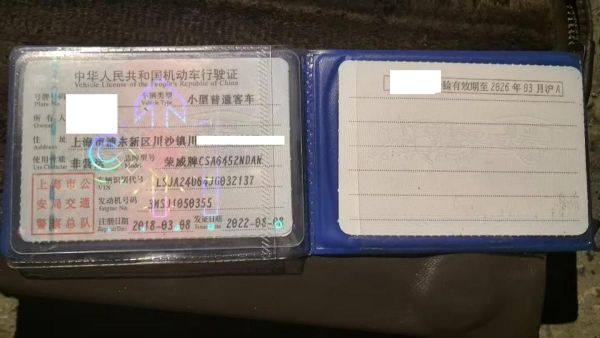 中华人民共和国机动车行驶证
Vehicle License of the People's Republic of China
号牌号码 车辆类型 小型普通客车
Plate No. Vehicle Type
所有人
Owner
住址 上海市浦东新区川沙镇川
Address
使用性质 非营 品牌型号 荣威牌CSA6452NDAN
Use Character Model
车辆识别代号 LSJA24U64JG032137
VIN
发动机号码 3MSJ1050355
Engine No.
注册日期 2018-03-08 发证日期 2022-08-08
Register Date Issue Date
上海市公
安局交通
警察总队
验有效期至2026年03月沪A